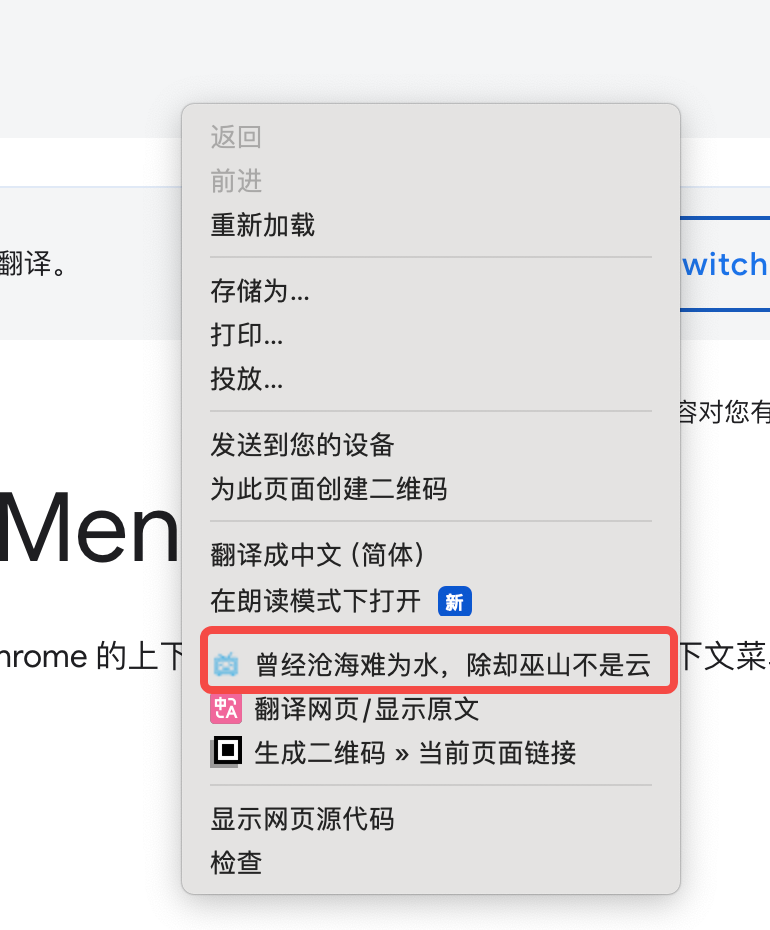 返回
前进
重新加载
翻译。
witch
存储为...
打印...
投放...
容对您有
发送到您的设备
为此页面创建二维码
Men
翻译成中文 (简体)
在朗读模式下打开 新
hrome 的上下
下文菜
曾经沧海难为水，除却巫山不是云
中A 翻译网页/显示原文
生成二维码 » 当前页面链接
显示网页源代码
检查